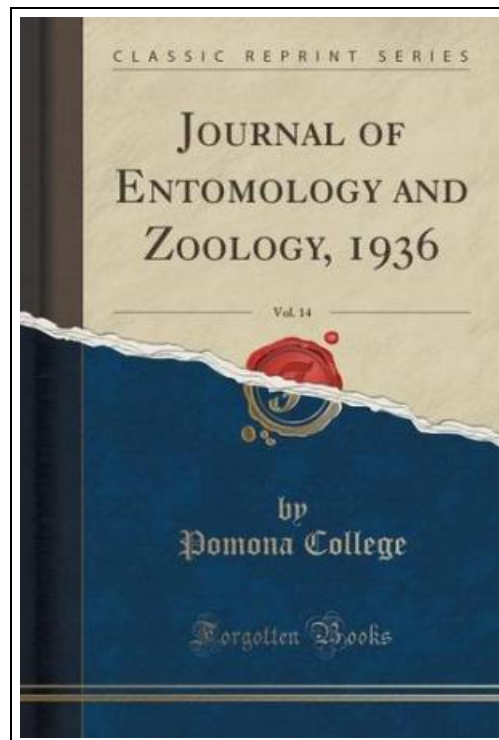 CLASSIC REPRINT SERIES
JOURNAL OF
ENTOMOLOGY AND
ZOOLOGY, 1936
Vol. 14
by
Pomona College
Forgotten Books